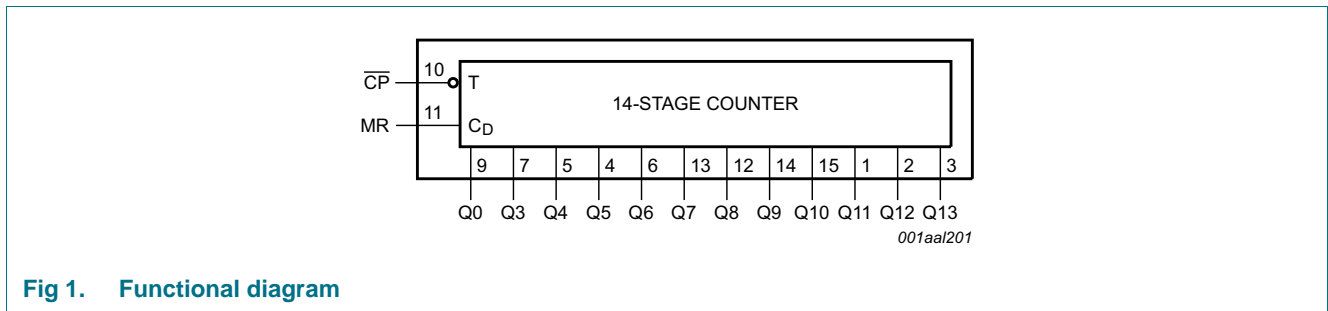 10
CP
T
14-STAGE COUNTER
11
MR
CD
9 7 5 4 6 13 12 14 15 1 2 3
Q0 Q3 Q4 Q5 Q6 Q7 Q8 Q9 Q10 Q11 Q12 Q13
001aal201
Fig 1. Functional diagram